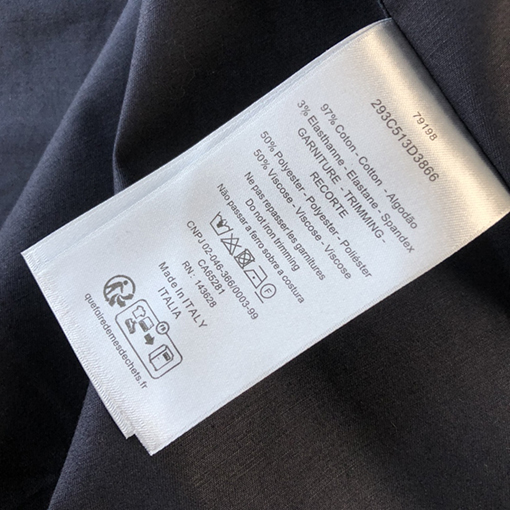 79198
293C513D3866
97% Coton - Cotton - Algodão
3% Elasthanne - Elastane - Spandex
GARNITURE - TRIMMING -
RECORTE
50% Polyester - Polyester - Poliéster
50% Viscose - Viscose - Viscose
Ne pas repasser les garnitures
Do not iron trimming
Não passar a ferro sobre a costura
CNPJ 02-046-366/0003-99
CA65281
RN : 143628
Made In ITALY
ITALIA
quefairedemesdechets.fr